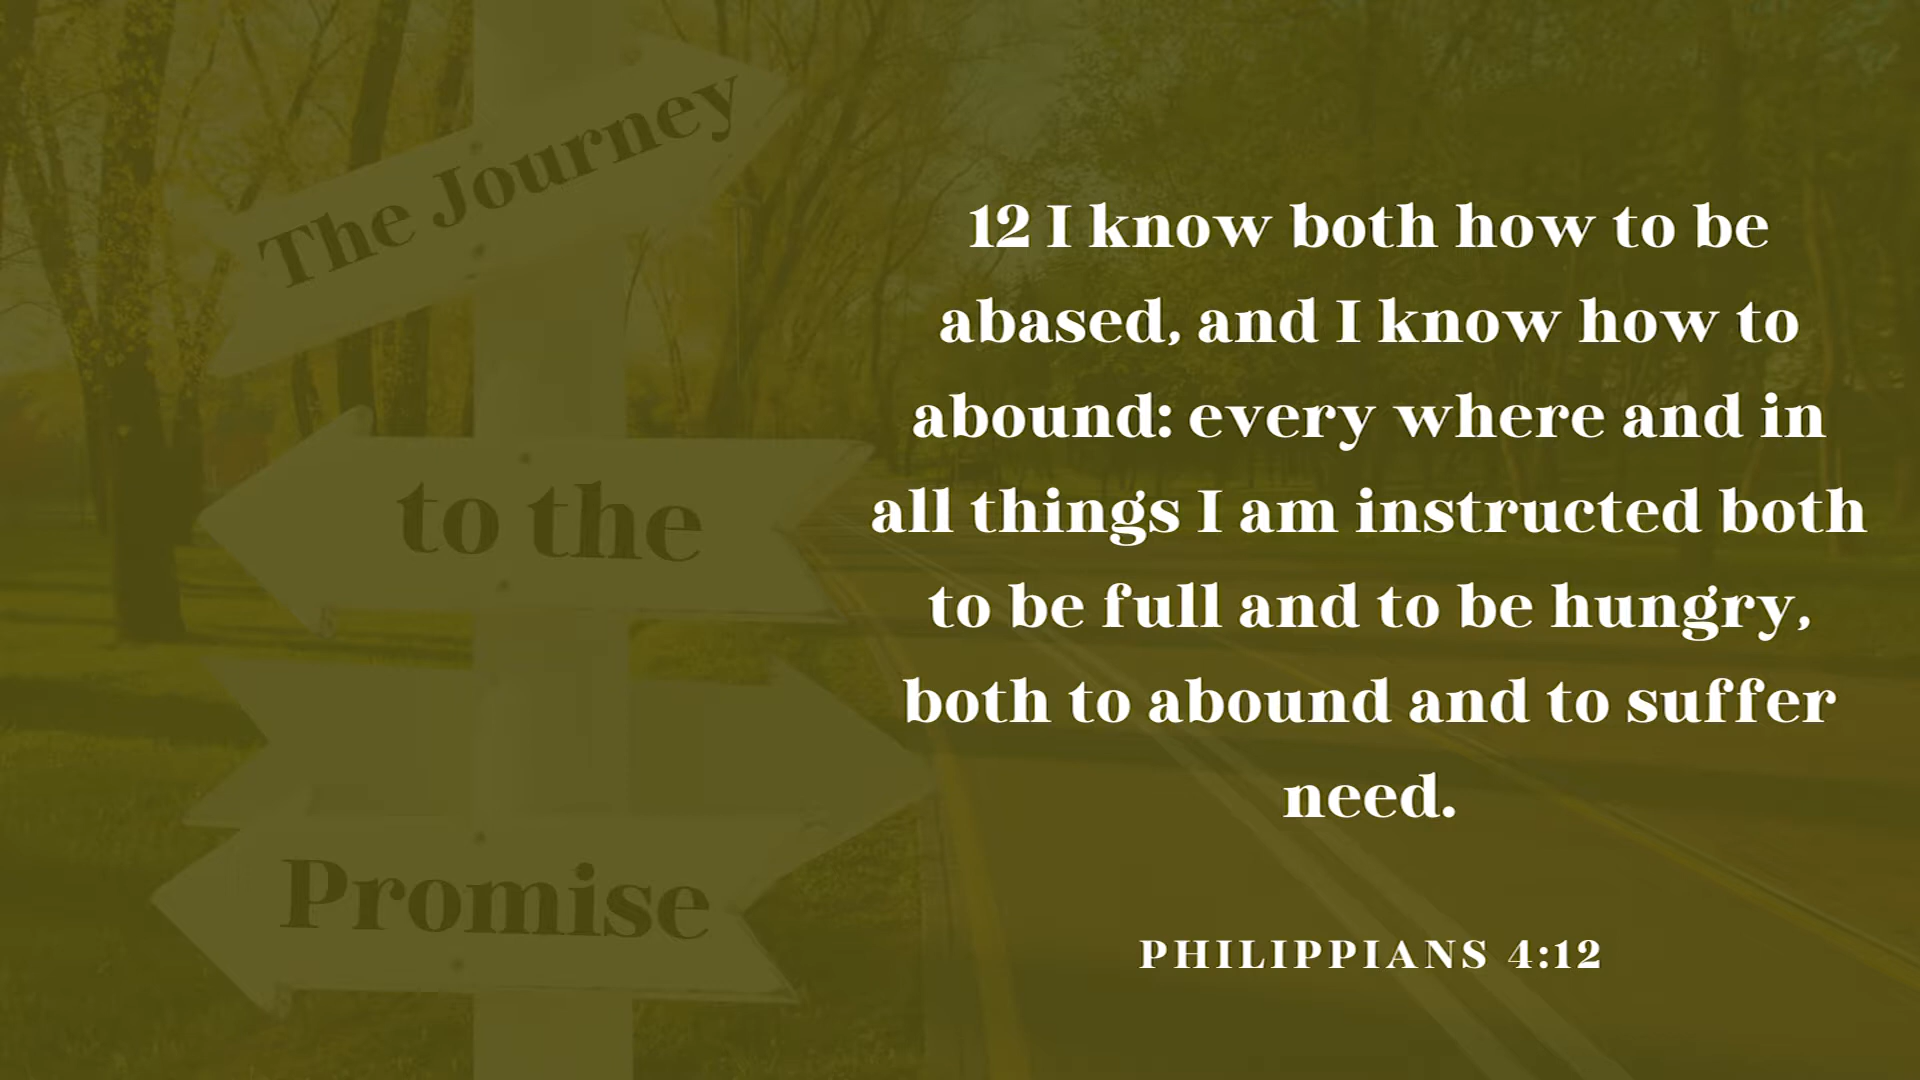 The Journey
to the
Promise
12 I know both how to be
abased, and I know how to
abound: every where and in
all things I am instructed both
to be full and to be hungry,
both to abound and to suffer
need.
PHILIPPIANS 4:12